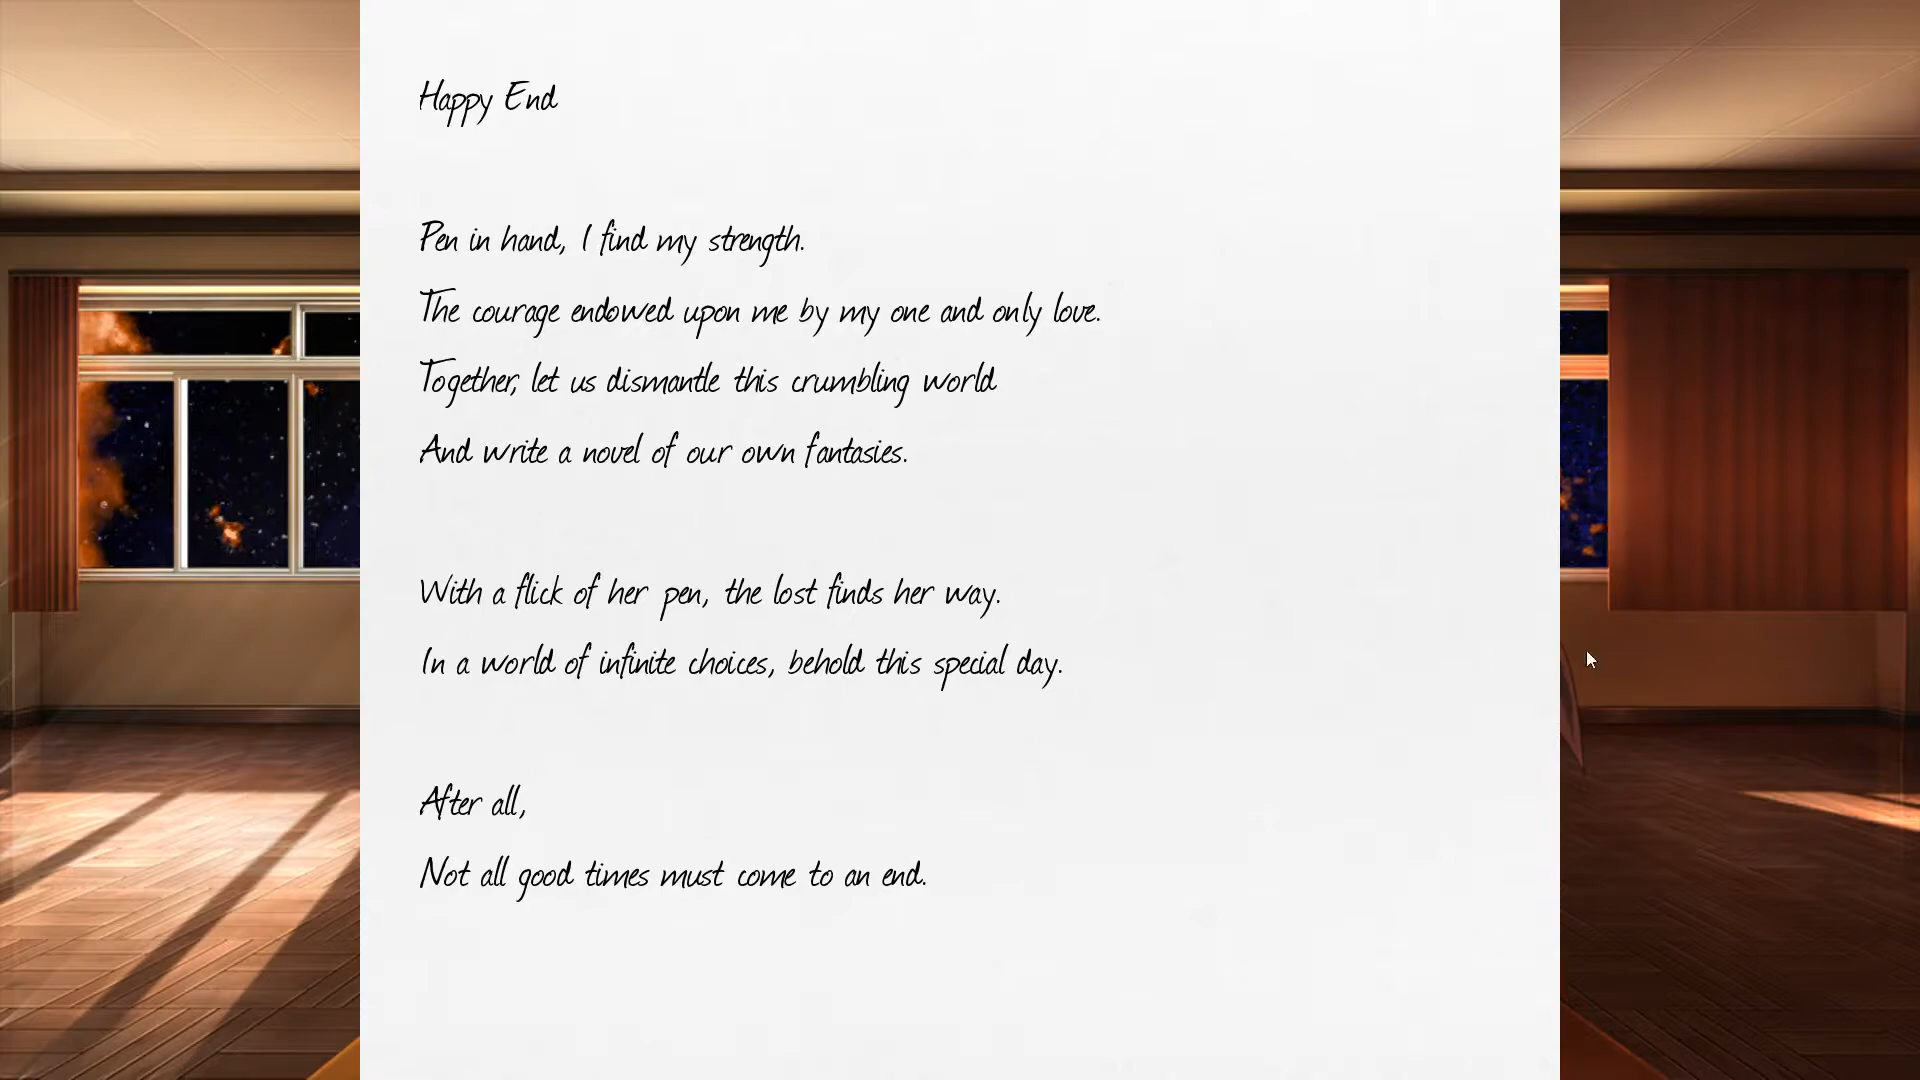 Happy End
Pen in hand, I find my strength.
The courage endowed upon me by my one and only love.
Together, let us dismantle this crumbling world
And write a novel of our own fantasies.
With a flick of her pen, the lost finds her way.
In a world of infinite choices, behold this special day.
After all,
Not all good times must come to an end.